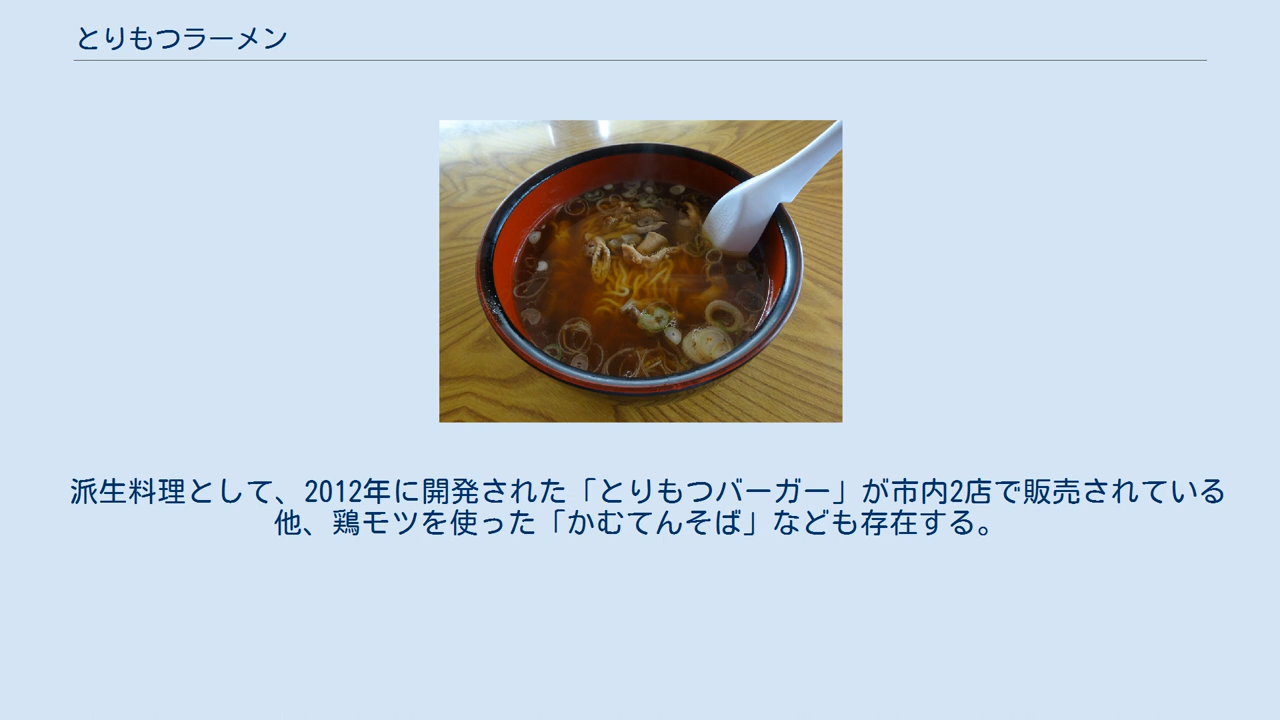 とりもつラーメン
派生料理として、2012年に開発された「とりもつバーガー」が市内2店で販売されている
他、鶏モツを使った「かむてんそば」なども存在する。